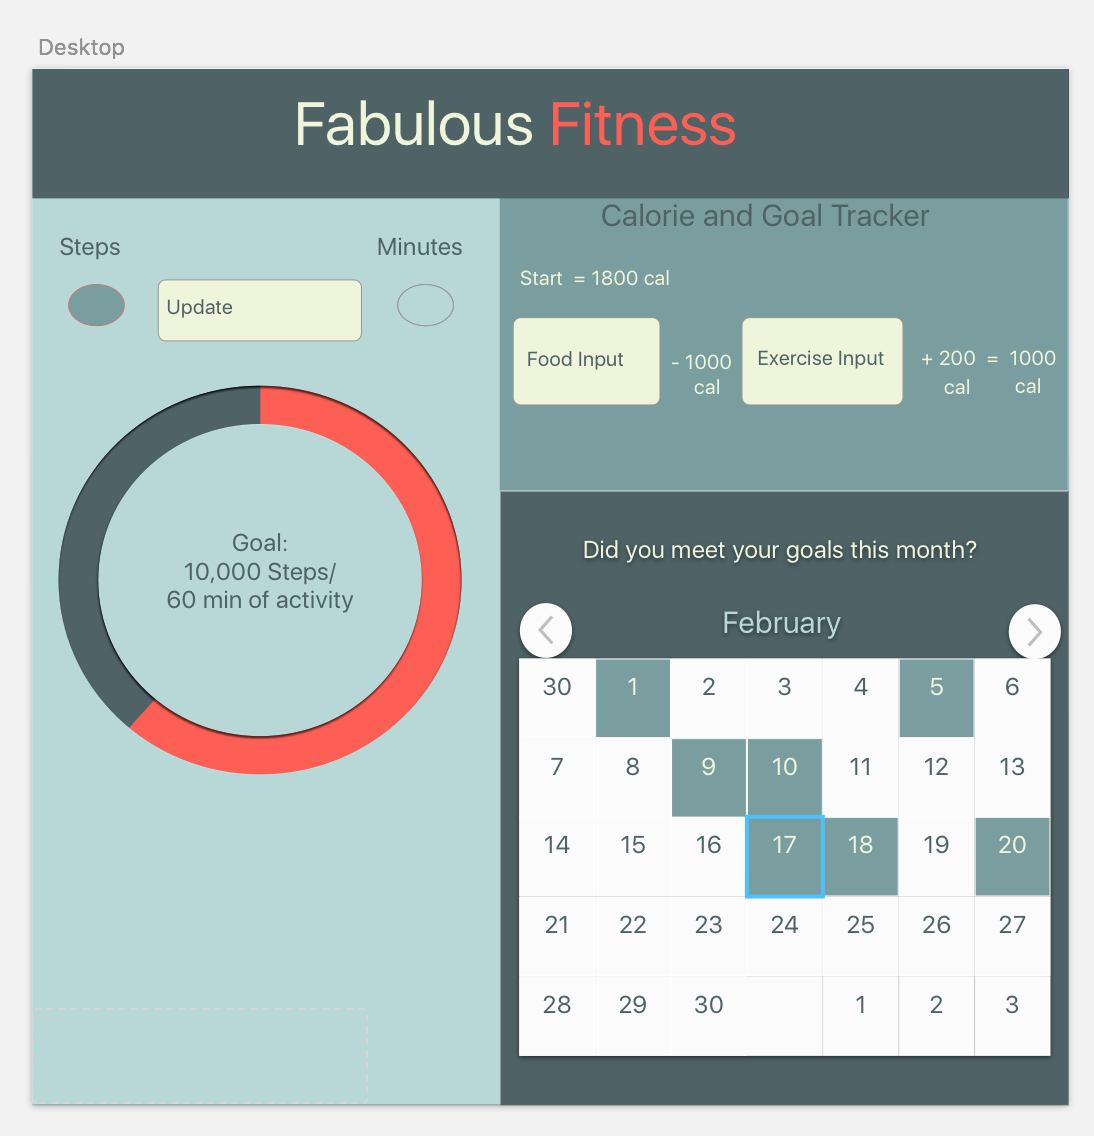 Desktop
Fabulous Fitness
Steps
Minutes
Update
Goal:
10,000 Steps/
60 min of activity
Calorie and Goal Tracker
Start = 1800 cal
Food Input
- 1000
cal
Exercise Input
+ 200 = 1000
cal cal
Did you meet your goals this month?
February
30 1 2 3 4 5 6
7 8 9 10 11 12 13
14 15 16 17 18 19 20
21 22 23 24 25 26 27
28 29 30 1 2 3